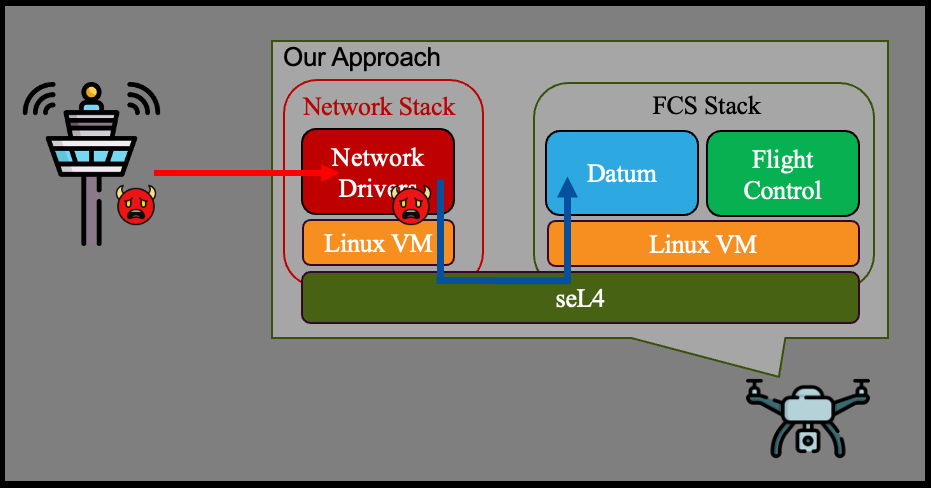 Our Approach
Network Stack
Network
Drivers
Linux VM
FCS Stack
Datum
Flight
Control
Linux VM
seL4